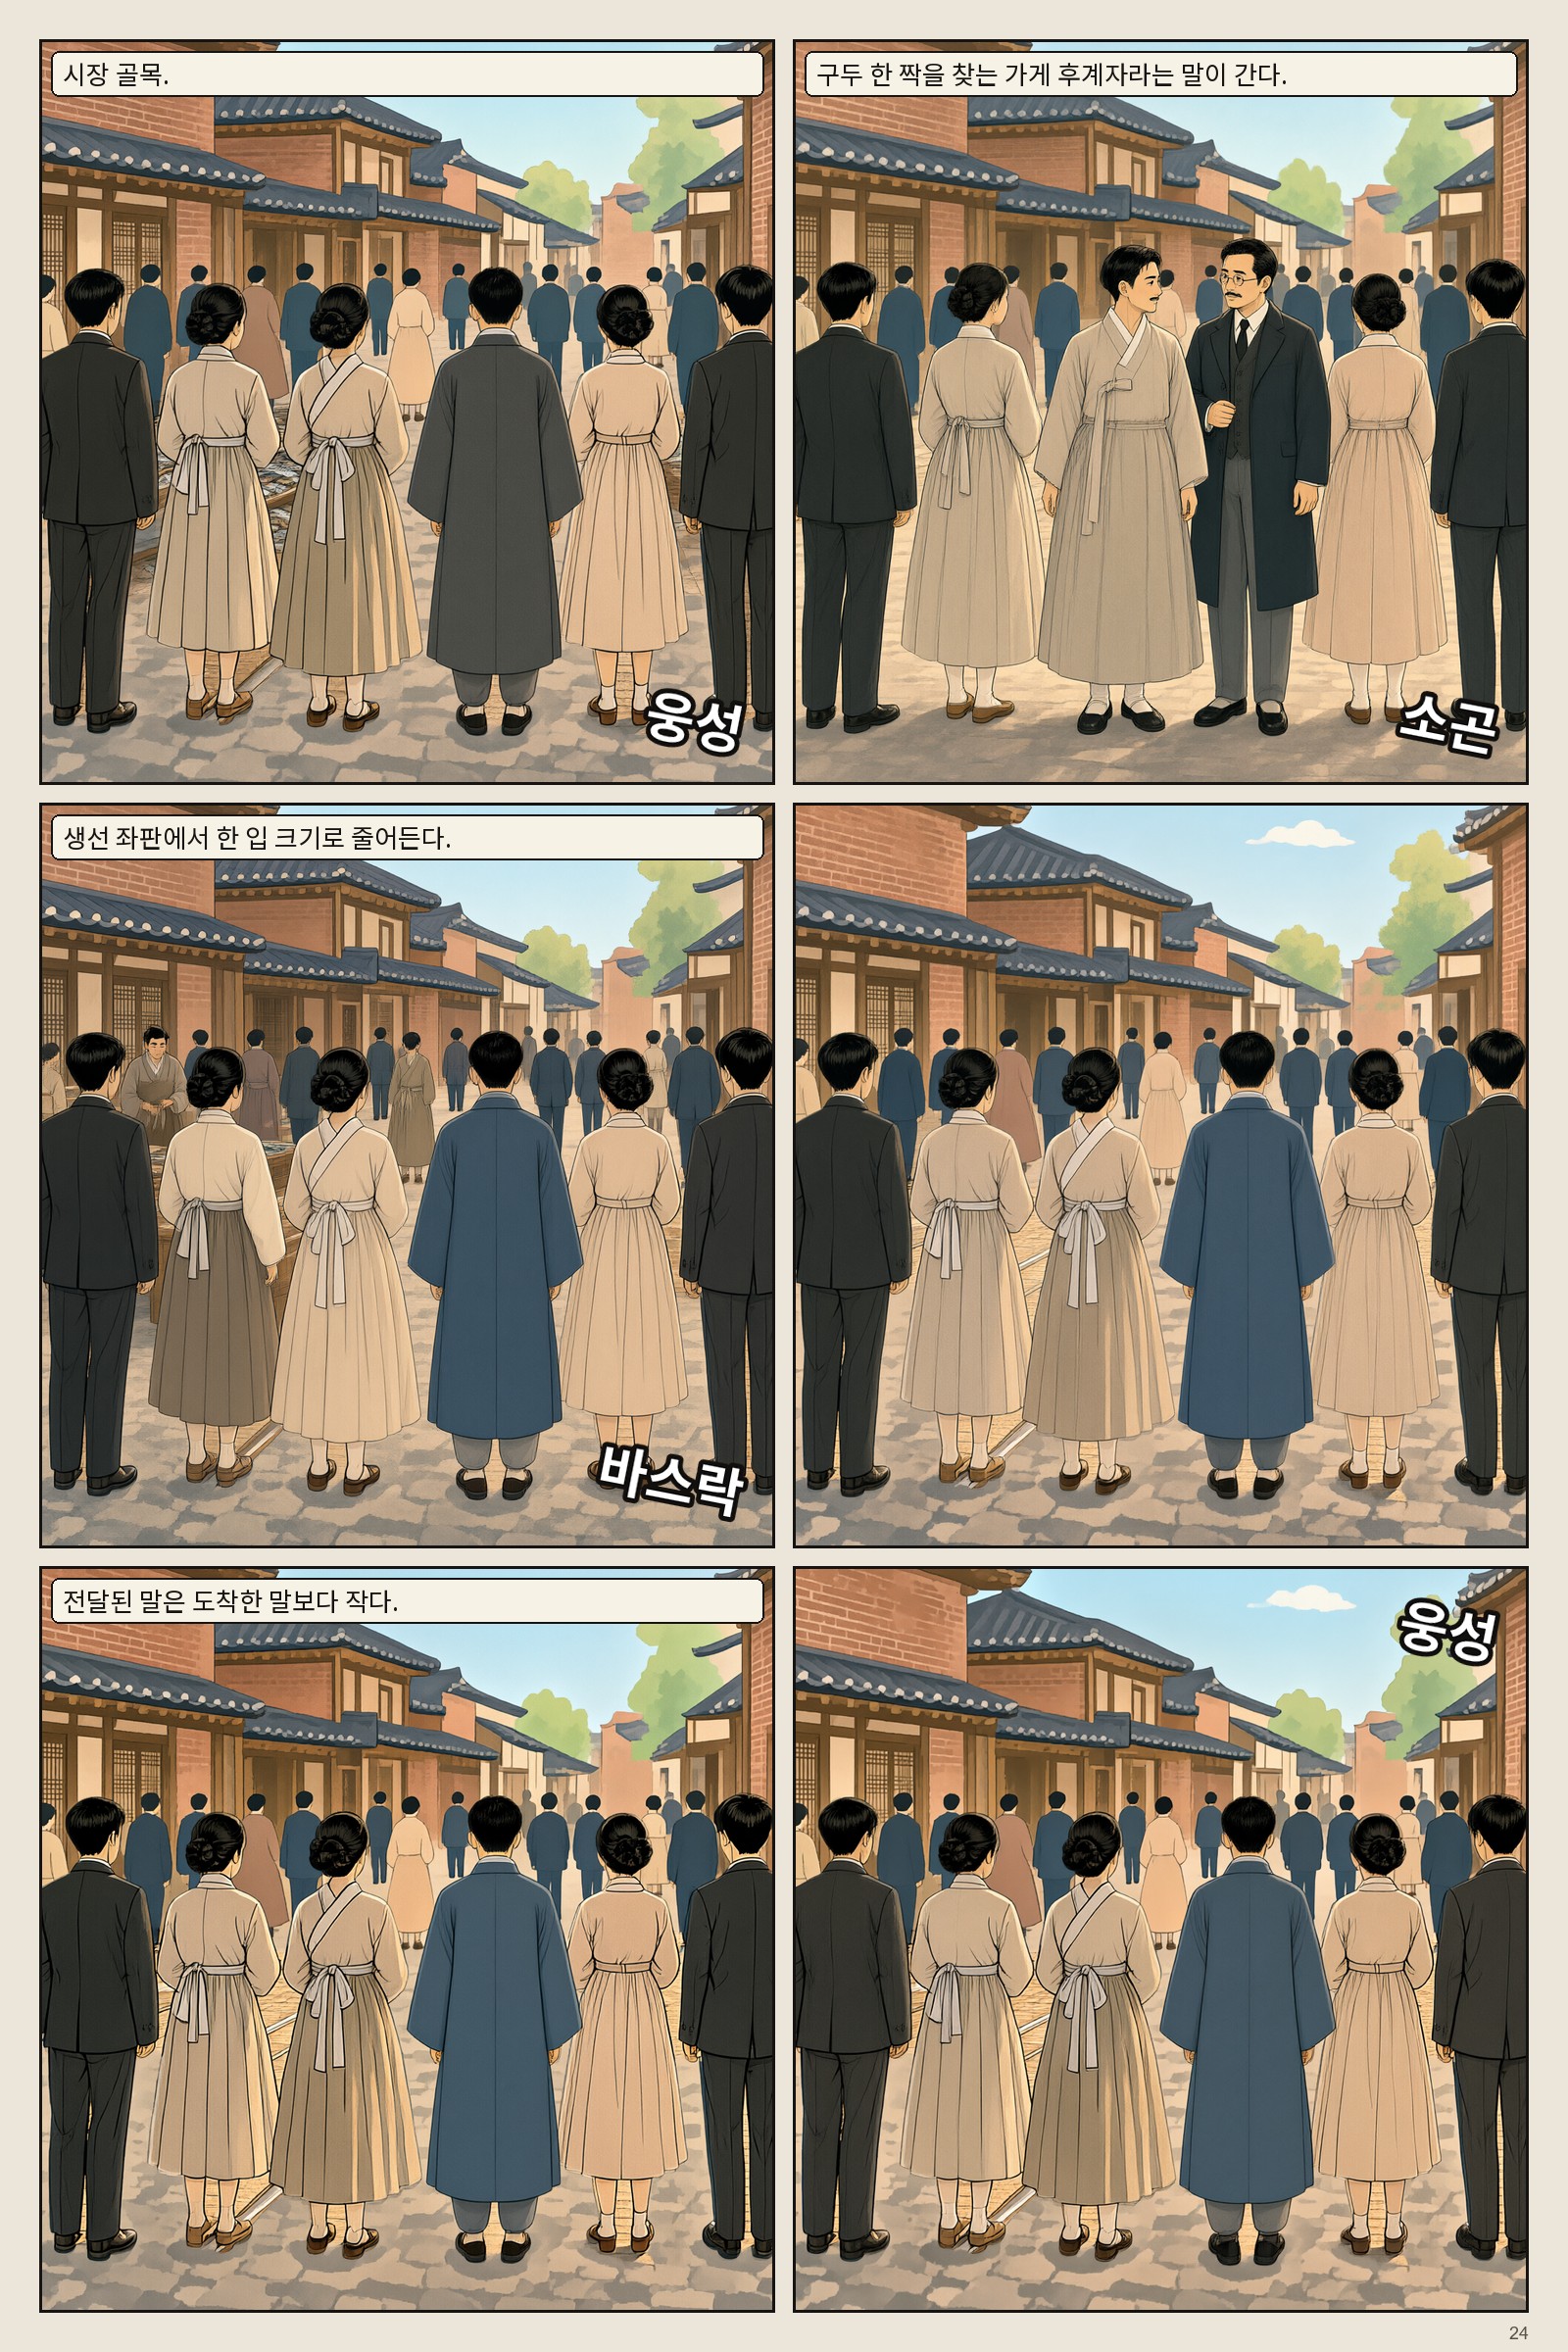 시장 골목.
웅성
구두 한 짝을 찾는 가게 후계자라는 말이 간다.
소곤
생선 좌판에서 한 입 크기로 줄어든다.
바스락
전달된 말은 도착한 말보다 작다.
웅성
24